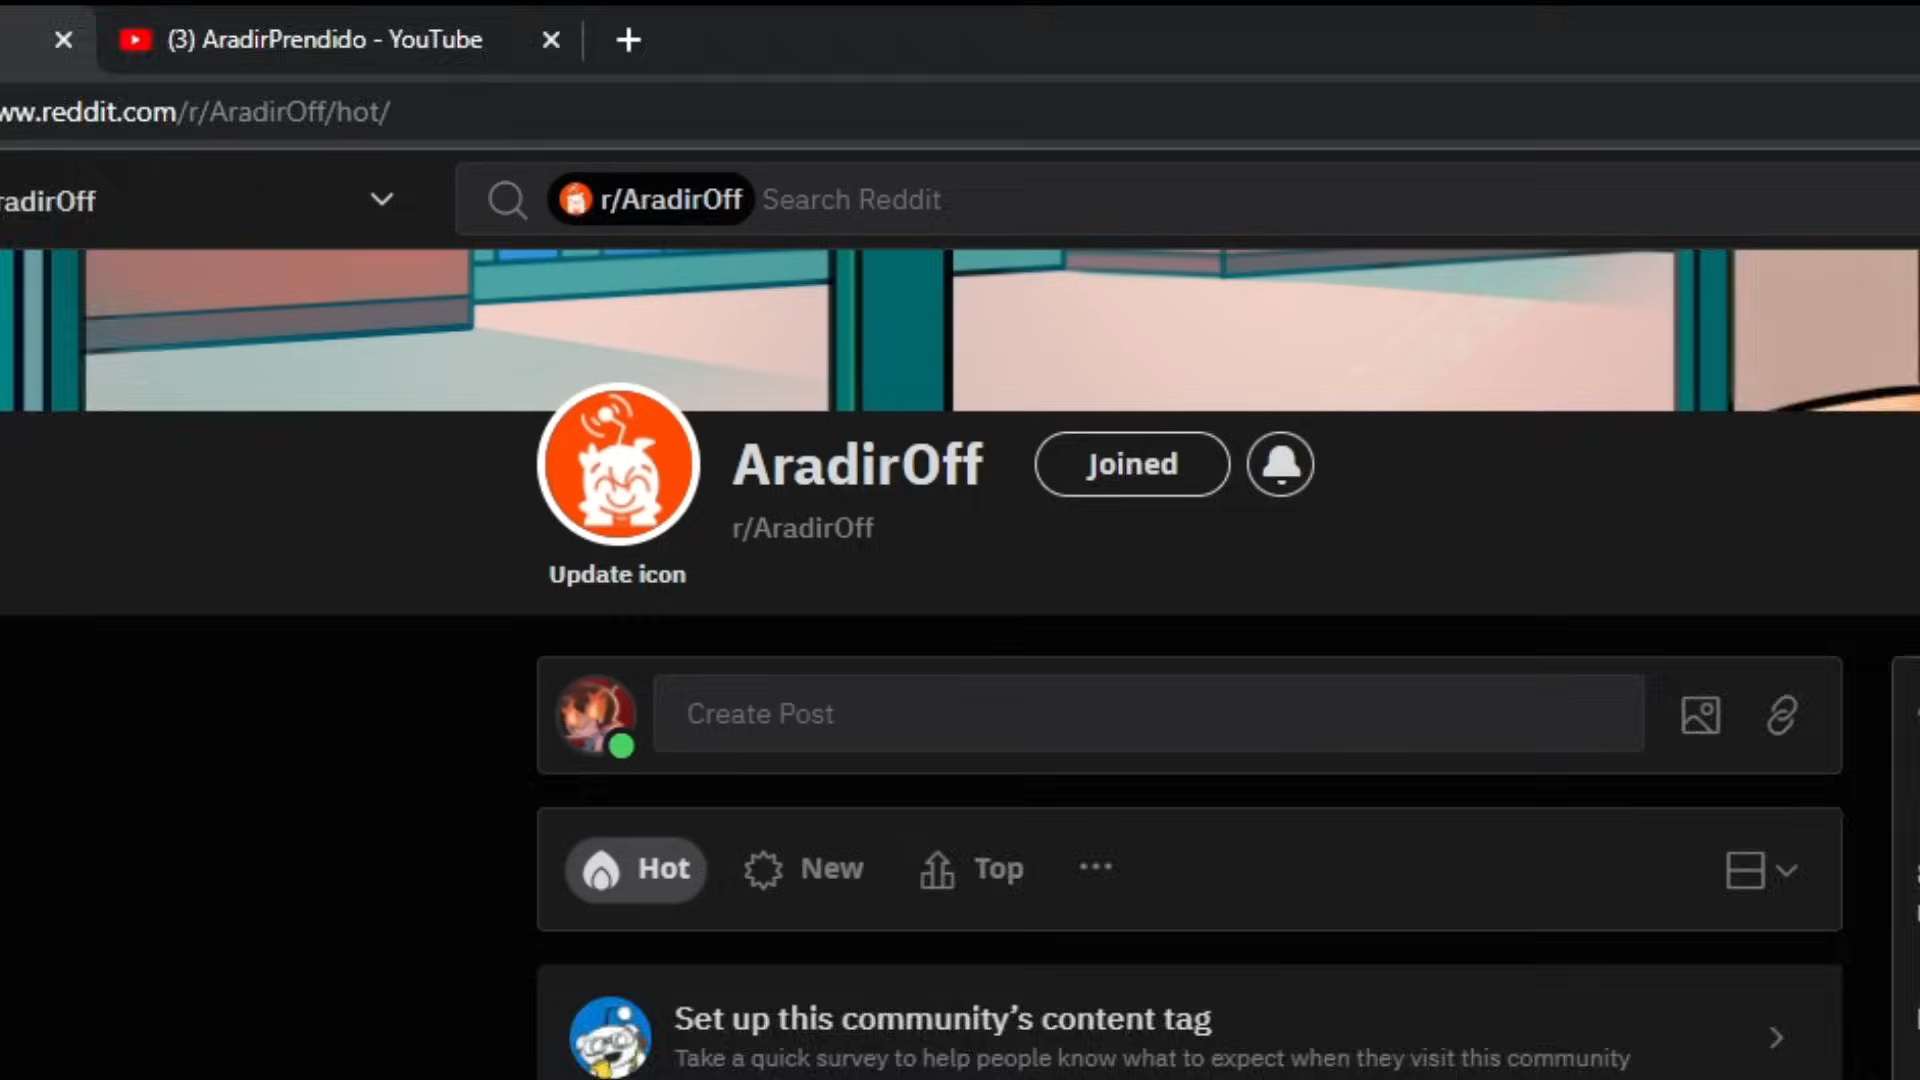 (3) AradirPrendido - YouTube
ww.reddit.com/r/AradirOff/hot/
radirOff
r/AradirOff Search Reddit
AradirOff
Joined
r/AradirOff
Update icon
Create Post
Hot
New
Top
Set up this community’s content tag
Take a quick survey to help people know what to expect when they visit this community